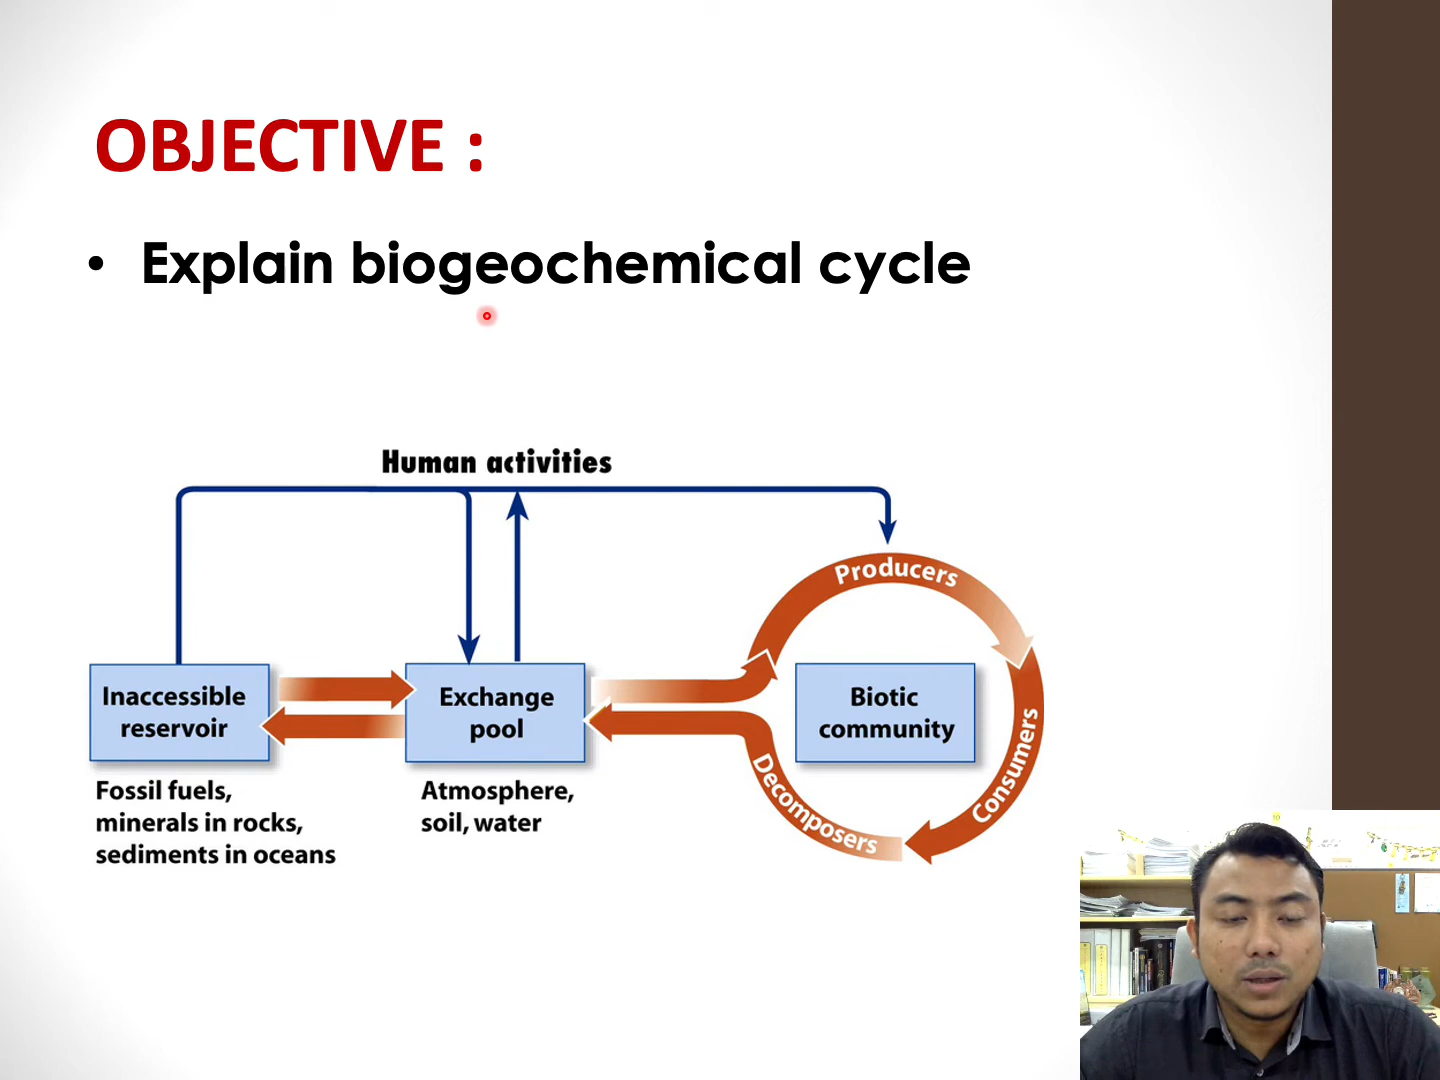 OBJECTIVE :
• Explain biogeochemical cycle
Human activities
Producers
Inaccessible
reservoir
Exchange
pool
Biotic
community
Consumers
Decomposers
Fossil fuels,
minerals in rocks,
sediments in oceans
Atmosphere,
soil, water